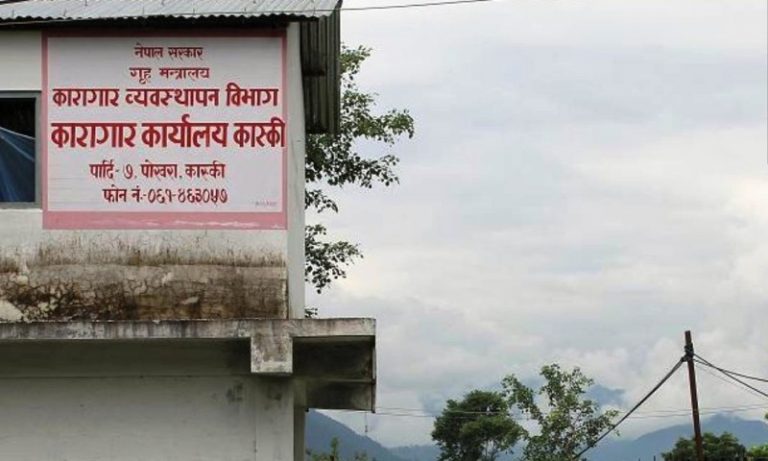 नेपाल सरकार
गृह मन्त्रालय
कारागार व्यवस्थापन विभाग
कारागार कार्यालय कास्की
पार्दि- ७, पोखरा, कास्की
फोन नं.-०६१-४६३०५७